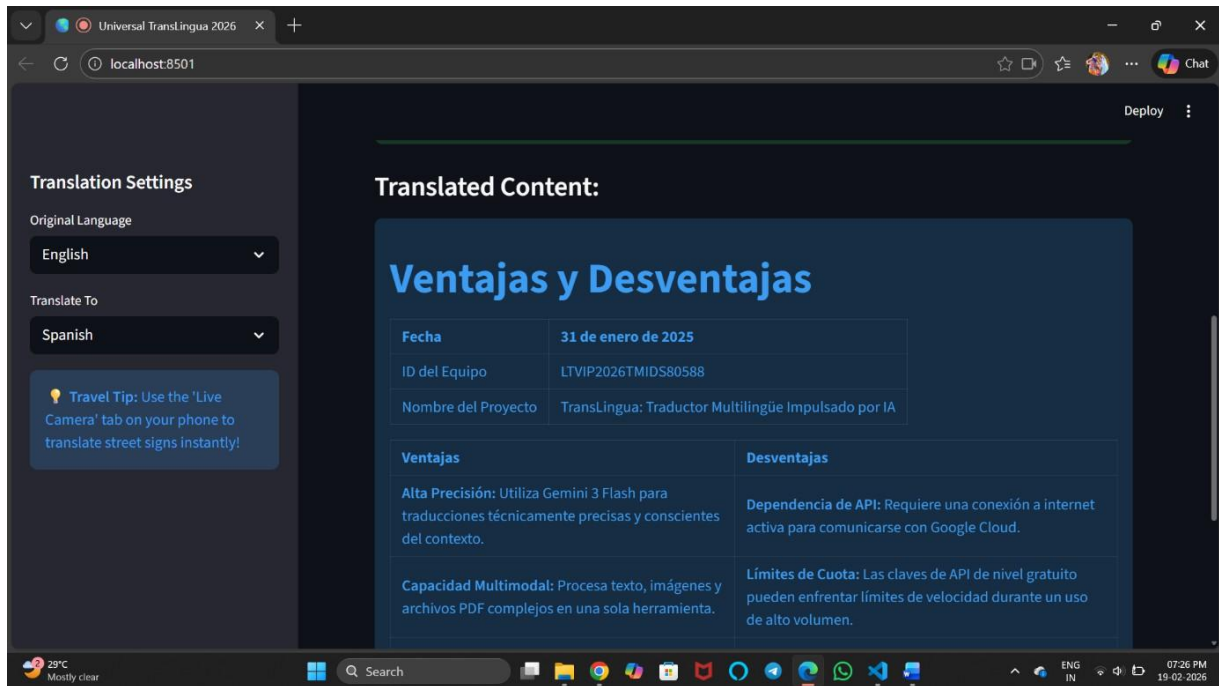 Universal TransLingua 2026
localhost:8501
Chat
Deploy
Translation Settings
Original Language
English
Translate To
Spanish
Travel Tip: Use the 'Live
Camera' tab on your phone to
translate street signs instantly!
Translated Content:
Ventajas y Desventajas
Fecha 31 de enero de 2025
ID del Equipo LTVIP2026TMIDS80588
Nombre del Proyecto TransLingua: Traductor Multilingüe Impulsado por IA
Ventajas Desventajas
Alta Precisión: Utiliza Gemini 3 Flash para
traducciones técnicamente precisas y conscientes
del contexto.
Dependencia de API: Requiere una conexión a internet
activa para comunicarse con Google Cloud.
Capacidad Multimodal: Procesa texto, imágenes y
archivos PDF complejos en una sola herramienta.
Límites de Cuota: Las claves de API de nivel gratuito
pueden enfrentar límites de velocidad durante un uso
de alto volumen.
2
29°C
Mostly clear
Search
ENG
IN
07:26 PM
19-02-2026